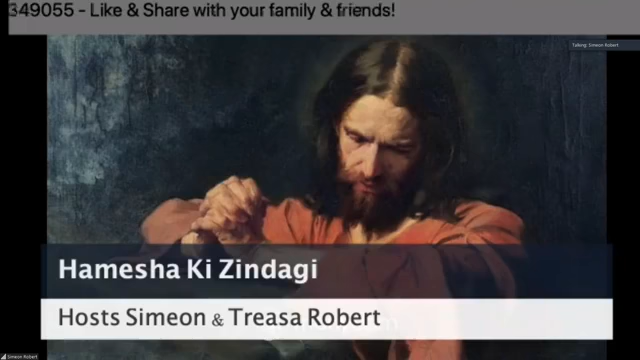 349055 - Like & Share with your family & friends!
Talking: Simeon Robert
Hamesha Ki Zindagi
Hosts Simeon & Treasa Robert
Simeon Robert